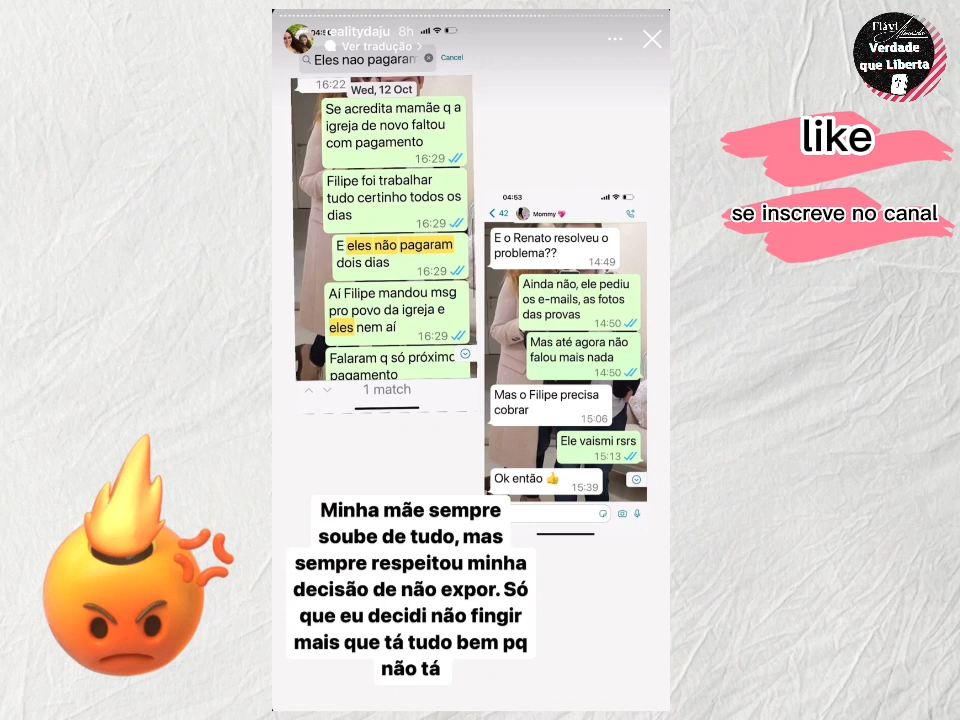 04:5
realitydaju 8h
Ver tradução
Eles nao pagaram
Cancel
16:22
Wed, 12 Oct
Se acredita mamãe q a
igreja de novo faltou
com pagamento
16:29
Filipe foi trabalhar
tudo certinho todos os
dias
16:29
E eles não pagaram
dois dias
16:29
Aí Filipe mandou msg
pro povo da igreja e
eles nem aí
16:29
Falaram q só próximo
pagamento
1 match
04:53
42
Mommy
E o Renato resolveu o
problema??
14:49
Ainda não, ele pediu
os e-mails, as fotos
das provas
14:50
Mas até agora não
falou mais nada
14:50
Mas o Filipe precisa
cobrar
15:06
Ele vaismi rsrs
15:13
Ok então 👍
15:39
Minha mãe sempre
soube de tudo, mas
sempre respeitou minha
decisão de não expor. Só
que eu decidi não fingir
mais que tá tudo bem pq
não tá
Verdade
que Liberta
like
se inscreve no canal